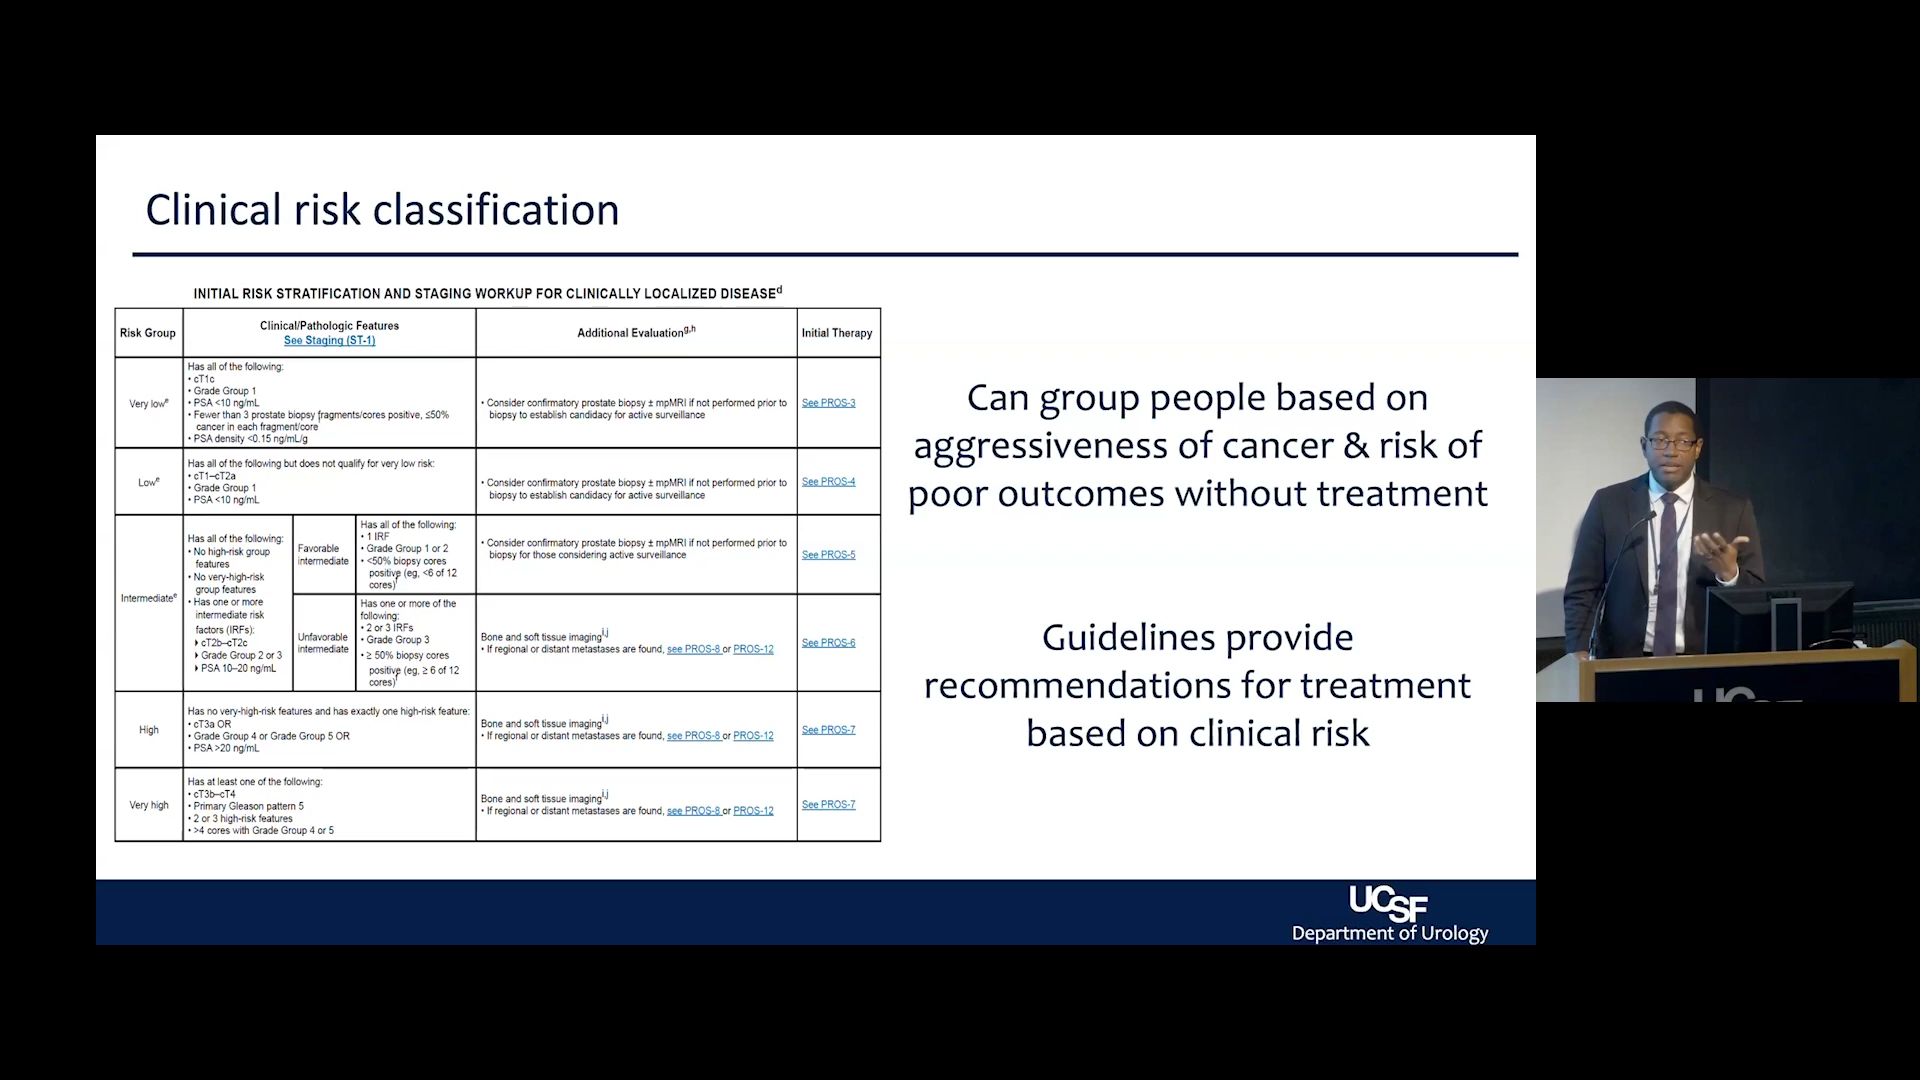 Clinical risk classification
INITIAL RISK STRATIFICATION AND STAGING WORKUP FOR CLINICALLY LOCALIZED DISEASEd
Risk Group
Clinical/Pathologic Features
See Staging (ST-1)
Additional Evaluationg,h
Initial Therapy
Very lowe
Has all of the following:
• cT1c
• Grade Group 1
• PSA <10 ng/mL
• Fewer than 3 prostate biopsy fragments/cores positive, ≤50%
cancer in each fragment/coref
• PSA density <0.15 ng/mL/g
• Consider confirmatory prostate biopsy ± mpMRI if not performed prior to
biopsy to establish candidacy for active surveillance
See PROS-3
Lowe
Has all of the following but does not qualify for very low risk:
• cT1–cT2a
• Grade Group 1
• PSA <10 ng/mL
• Consider confirmatory prostate biopsy ± mpMRI if not performed prior to
biopsy to establish candidacy for active surveillance
See PROS-4
Intermediatee
Has all of the following:
• No high-risk group
features
• No very-high-risk
group features
• Has one or more
intermediate risk
factors (IRFs):
cT2b–cT2c
Grade Group 2 or 3
PSA 10–20 ng/mL
Favorable
intermediate
Has all of the following:
• 1 IRF
• Grade Group 1 or 2
• <50% biopsy cores
positive (eg, <6 of 12
cores)f
• Consider confirmatory prostate biopsy ± mpMRI if not performed prior to
biopsy for those considering active surveillance
See PROS-5
Unfavorable
intermediate
Has one or more of the
following:
• 2 or 3 IRFs
• Grade Group 3
• ≥ 50% biopsy cores
positive (eg, ≥ 6 of 12
cores)f
Bone and soft tissue imagingi,j
• If regional or distant metastases are found, see PROS-8 or PROS-12
See PROS-6
High
Has no very-high-risk features and has exactly one high-risk feature:
• cT3a OR
• Grade Group 4 or Grade Group 5 OR
• PSA >20 ng/mL
Bone and soft tissue imagingi,j
• If regional or distant metastases are found, see PROS-8 or PROS-12
See PROS-7
Very high
Has at least one of the following:
• cT3b–cT4
• Primary Gleason pattern 5
• 2 or 3 high-risk features
• >4 cores with Grade Group 4 or 5
Bone and soft tissue imagingi,j
• If regional or distant metastases are found, see PROS-8 or PROS-12
See PROS-7
Can group people based on
aggressiveness of cancer & risk of
poor outcomes without treatment
Guidelines provide
recommendations for treatment
based on clinical risk
UCSF
Department of Urology